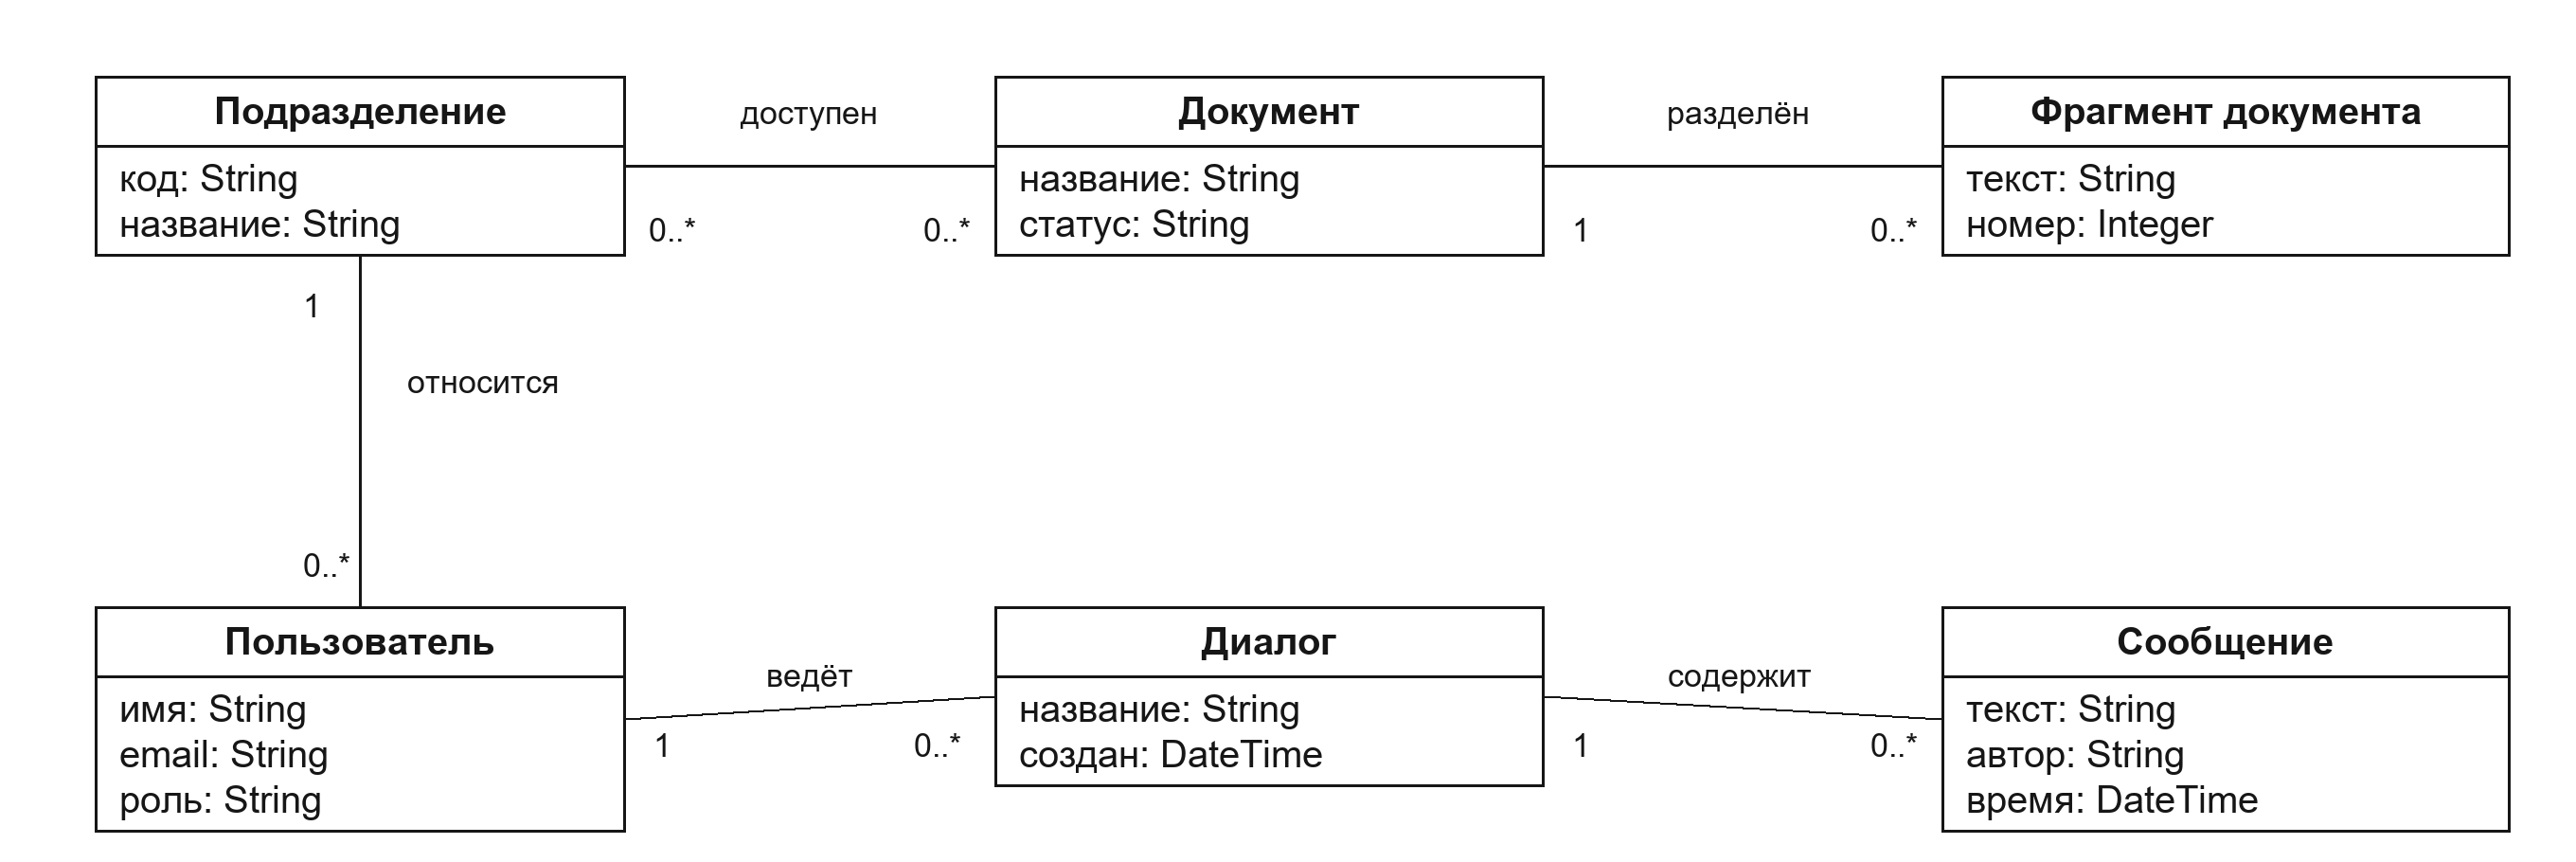 Подразделение
код: String
название: String
доступен
0..*
0..*
Документ
название: String
статус: String
разделён
1
0..*
Фрагмент документа
текст: String
номер: Integer
1
относится
0..*
Пользователь
имя: String
email: String
роль: String
ведёт
1
0..*
Диалог
название: String
создан: DateTime
содержит
1
0..*
Сообщение
текст: String
автор: String
время: DateTime